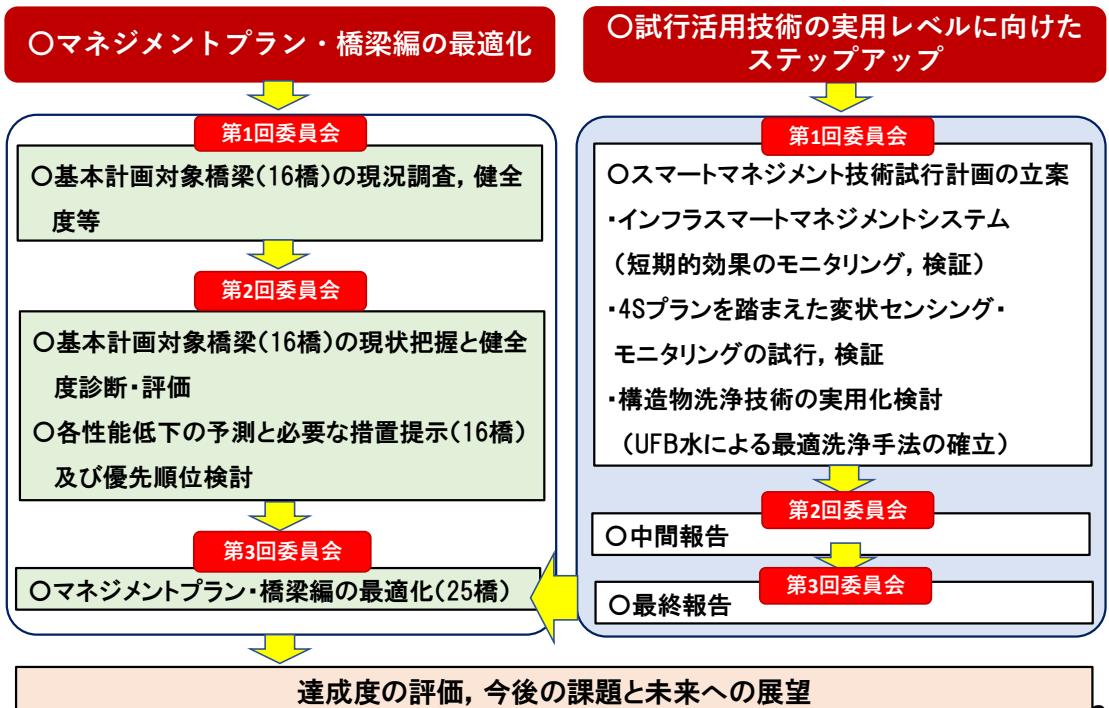 〇マネジメントプラン・橋梁編の最適化
第1回委員会
〇基本計画対象橋梁(16橋)の現況調査，健全
度等
第2回委員会
〇基本計画対象橋梁(16橋)の現状把握と健全
度診断・評価
〇各性能低下の予測と必要な措置提示(16橋)
及び優先順位検討
第3回委員会
〇マネジメントプラン・橋梁編の最適化(25橋)
〇試行活用技術の実用レベルに向けた
ステップアップ
第1回委員会
〇スマートマネジメント技術試行計画の立案
・インフラスマートマネジメントシステム
（短期的効果のモニタリング，検証）
・4Sプランを踏まえた変状センシング・
モニタリングの試行，検証
・構造物洗浄技術の実用化検討
（UFB水による最適洗浄手法の確立）
第2回委員会
〇中間報告
第3回委員会
〇最終報告
達成度の評価，今後の課題と未来への展望